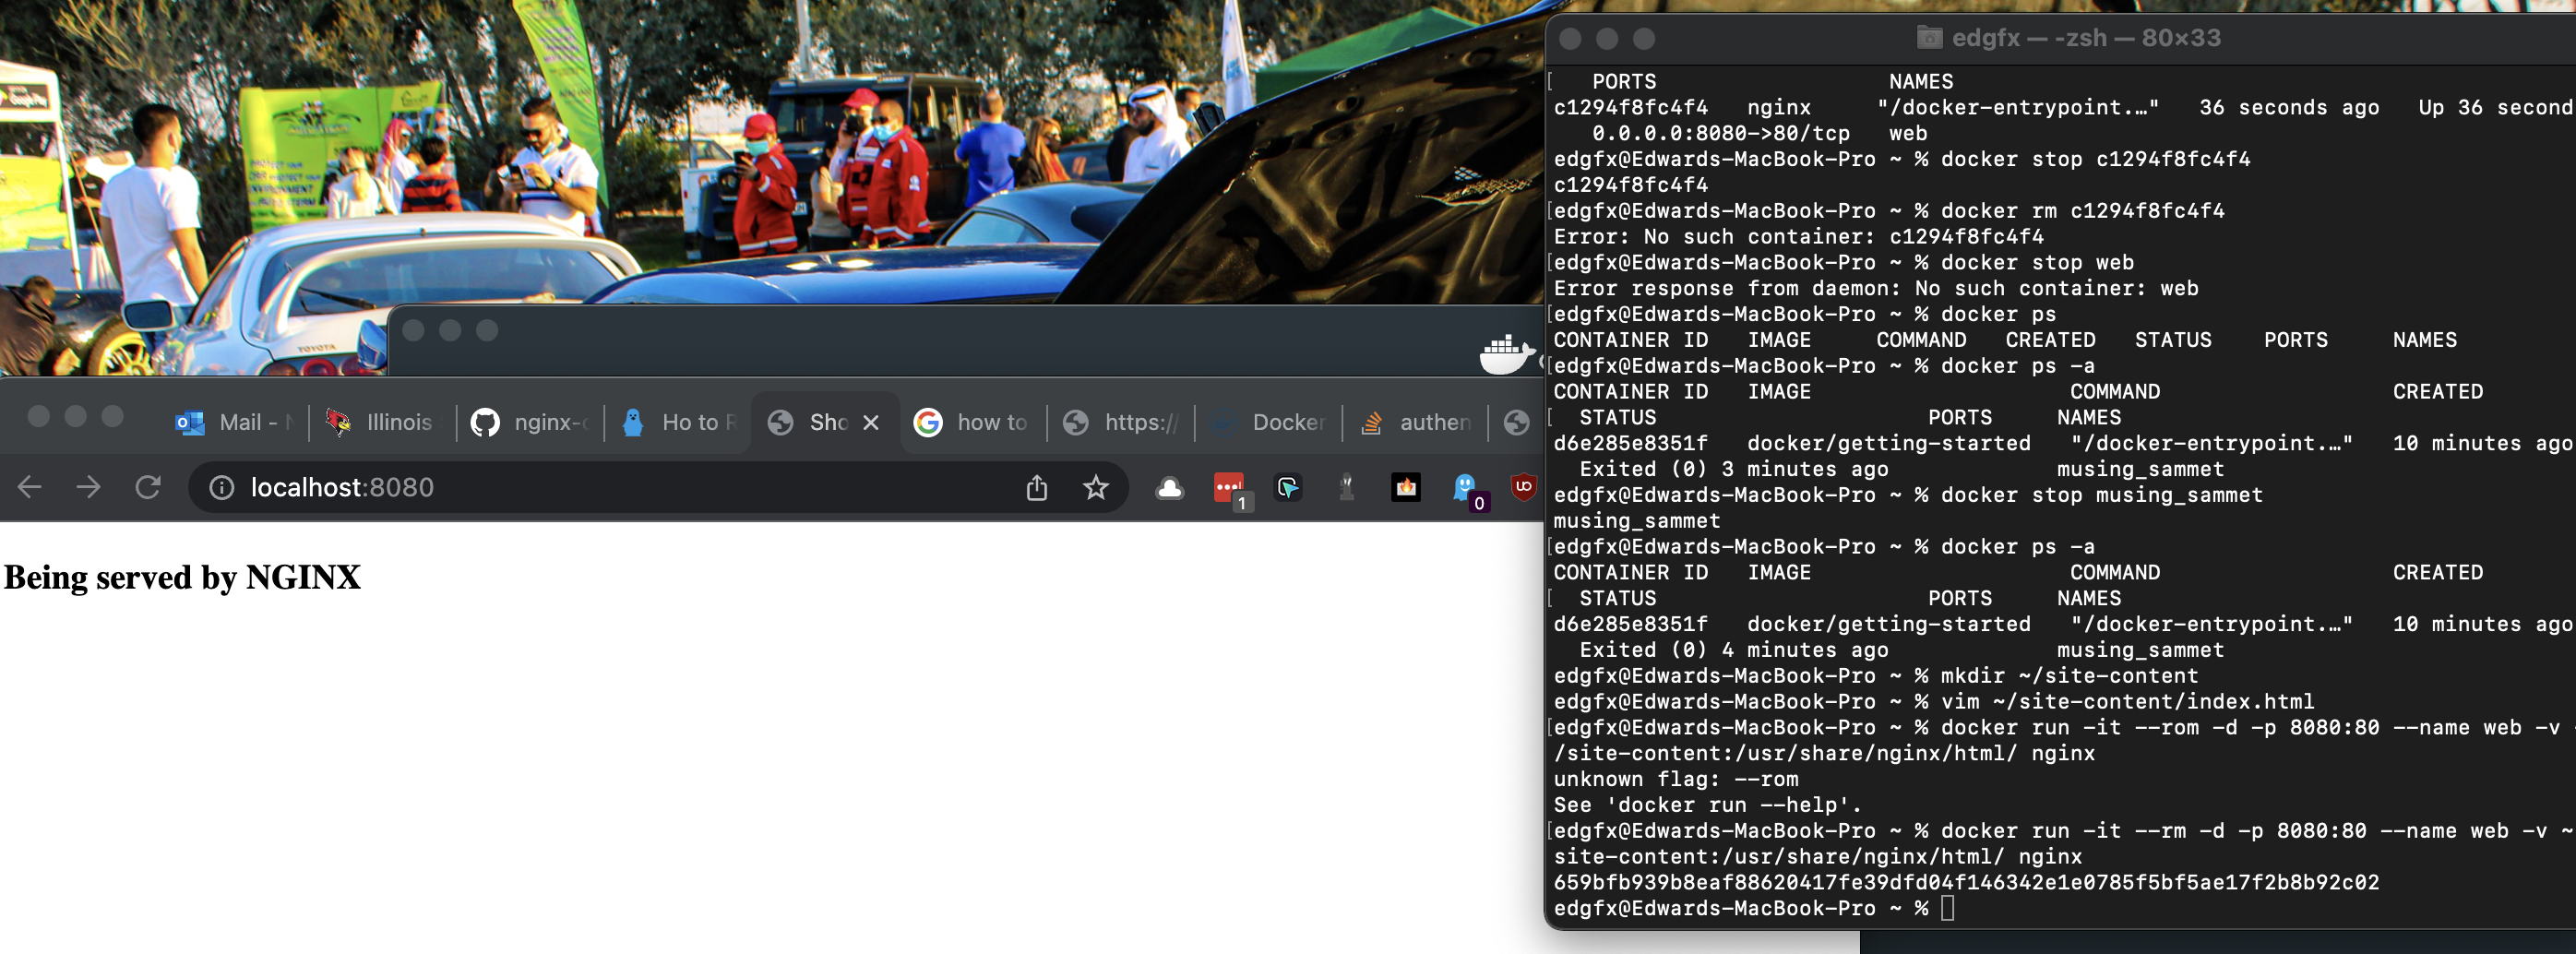 TOYOTA
Mail -
Illinois
nginx-c
Ho to R
Sho
how to
https://
Docker
authen
localhost:8080
1
0
Being served by NGINX
edgfx — -zsh — 80×33
PORTS NAMES
c1294f8fc4f4 nginx "/docker-entrypoint.…" 36 seconds ago Up 36 second
0.0.0.0:8080->80/tcp web
edgfx@Edwards-MacBook-Pro ~ % docker stop c1294f8fc4f4
c1294f8fc4f4
[edgfx@Edwards-MacBook-Pro ~ % docker rm c1294f8fc4f4
Error: No such container: c1294f8fc4f4
[edgfx@Edwards-MacBook-Pro ~ % docker stop web
Error response from daemon: No such container: web
[edgfx@Edwards-MacBook-Pro ~ % docker ps
CONTAINER ID IMAGE COMMAND CREATED STATUS PORTS NAMES
[edgfx@Edwards-MacBook-Pro ~ % docker ps -a
CONTAINER ID IMAGE COMMAND CREATED
[ STATUS PORTS NAMES
d6e285e8351f docker/getting-started "/docker-entrypoint.…" 10 minutes ago
Exited (0) 3 minutes ago musing_sammet
edgfx@Edwards-MacBook-Pro ~ % docker stop musing_sammet
musing_sammet
[edgfx@Edwards-MacBook-Pro ~ % docker ps -a
CONTAINER ID IMAGE COMMAND CREATED
[ STATUS PORTS NAMES
d6e285e8351f docker/getting-started "/docker-entrypoint.…" 10 minutes ago
Exited (0) 4 minutes ago musing_sammet
edgfx@Edwards-MacBook-Pro ~ % mkdir ~/site-content
edgfx@Edwards-MacBook-Pro ~ % vim ~/site-content/index.html
[edgfx@Edwards-MacBook-Pro ~ % docker run -it --rom -d -p 8080:80 --name web -v
/site-content:/usr/share/nginx/html/ nginx
unknown flag: --rom
See 'docker run --help'.
[edgfx@Edwards-MacBook-Pro ~ % docker run -it --rm -d -p 8080:80 --name web -v ~
site-content:/usr/share/nginx/html/ nginx
659bfb939b8eaf88620417fe39dfd04f146342e1e0785f5bf5ae17f2b8b92c02
edgfx@Edwards-MacBook-Pro ~ %